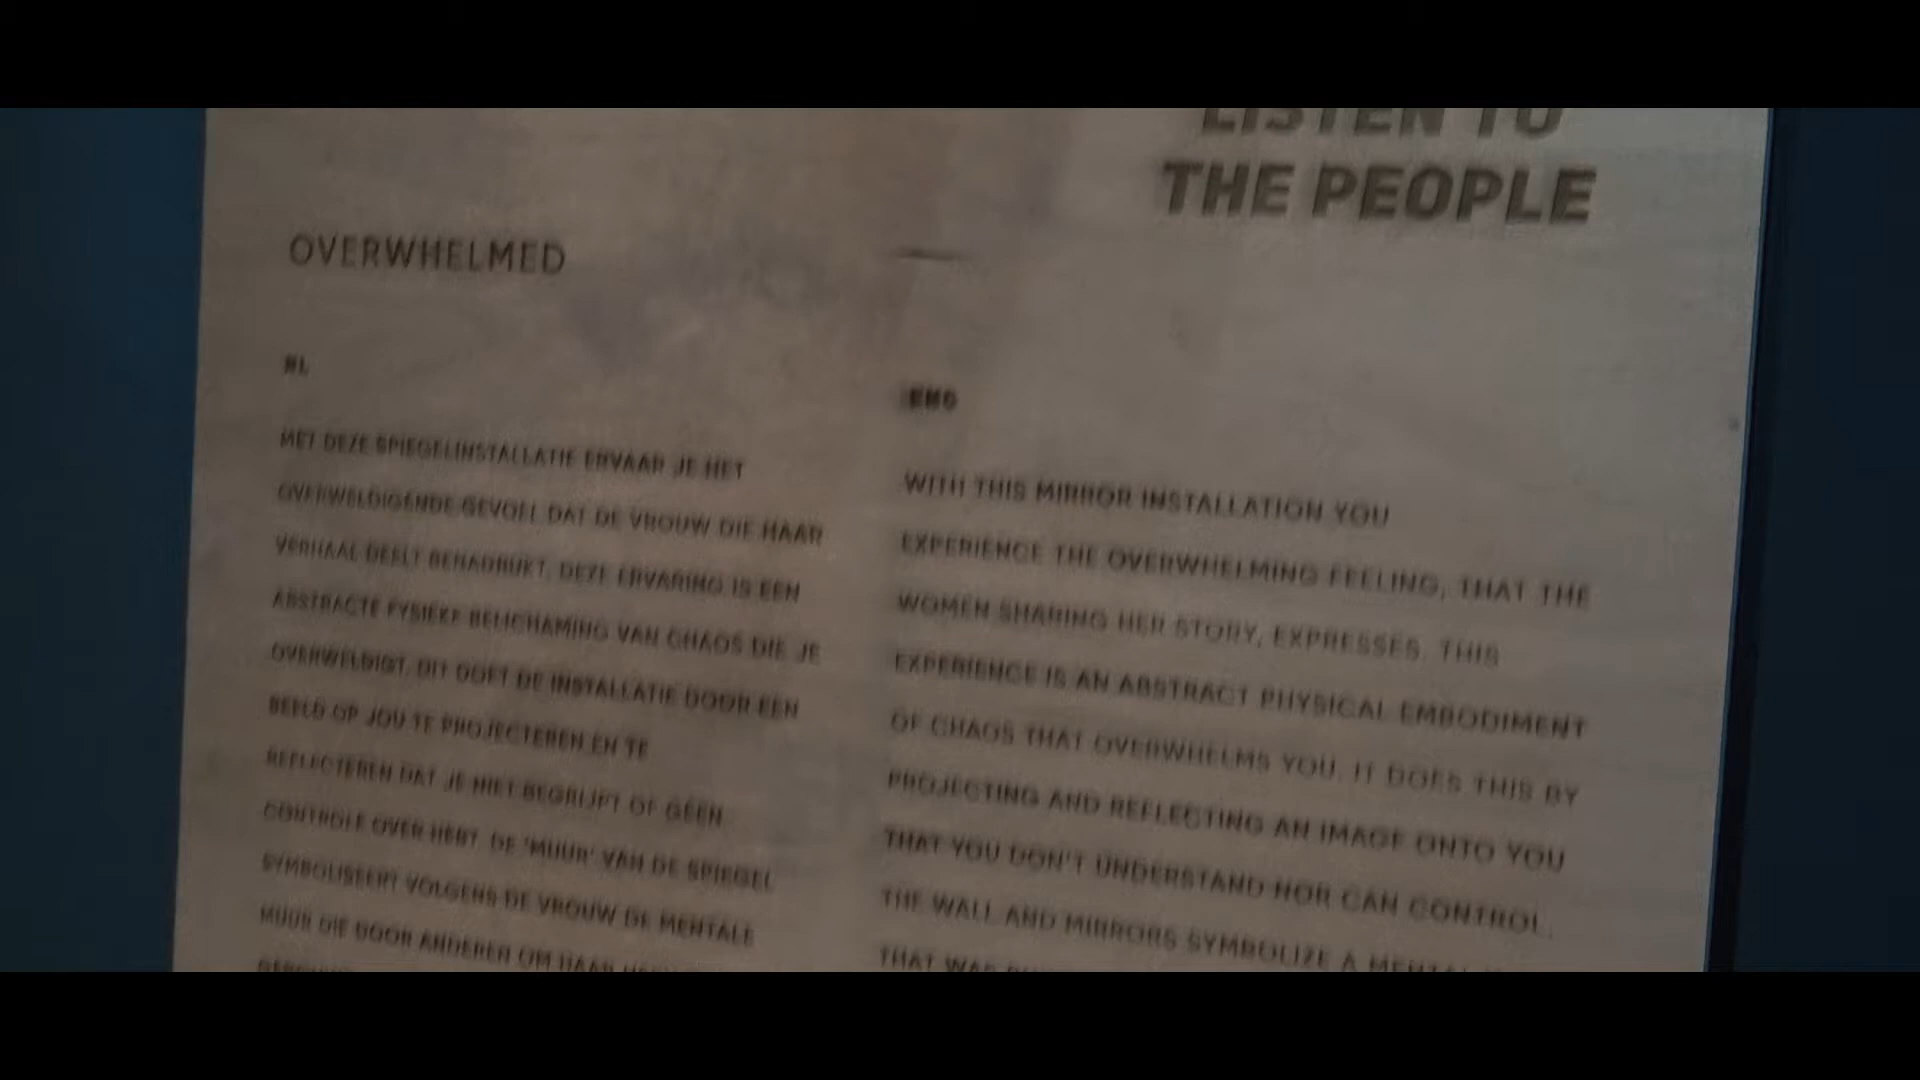 LISTEN TO
THE PEOPLE
OVERWHELMED
NL
MET DEZE SPIEGELINSTALLATIE ERVAAR JE HET
OVERWELDIGENDE GEVOEL DAT DE VROUW DIE HAAR
VERHAAL DEELT BENADRUKT. DEZE ERVARING IS EEN
ABSTRACTE FYSIEKE BELICHAMING VAN CHAOS DIE JE
OVERWELDIGT. DIT DOET DE INSTALLATIE DOOR EEN
BEELD OP JOU TE PROJECTEREN EN TE
REFLECTEREN DAT JE NIET BEGRIJPT OF GEEN
CONTROLE OVER HEBT. DE 'MUUR' VAN DE SPIEGEL
SYMBOLISEERT VOLGENS DE VROUW DE MENTALE
MUUR DIE DOOR ANDEREN OM HAAR
ENG
WITH THIS MIRROR INSTALLATION YOU
EXPERIENCE THE OVERWHELMING FEELING, THAT THE
WOMEN SHARING HER STORY, EXPRESSES. THIS
EXPERIENCE IS AN ABSTRACT PHYSICAL EMBODIMENT
OF CHAOS THAT OVERWHELMS YOU. IT DOES THIS BY
PROJECTING AND REFLECTING AN IMAGE ONTO YOU
THAT YOU DON'T UNDERSTAND NOR CAN CONTROL.
THE WALL AND MIRRORS SYMBOLIZE A MENTAL
THAT WAS